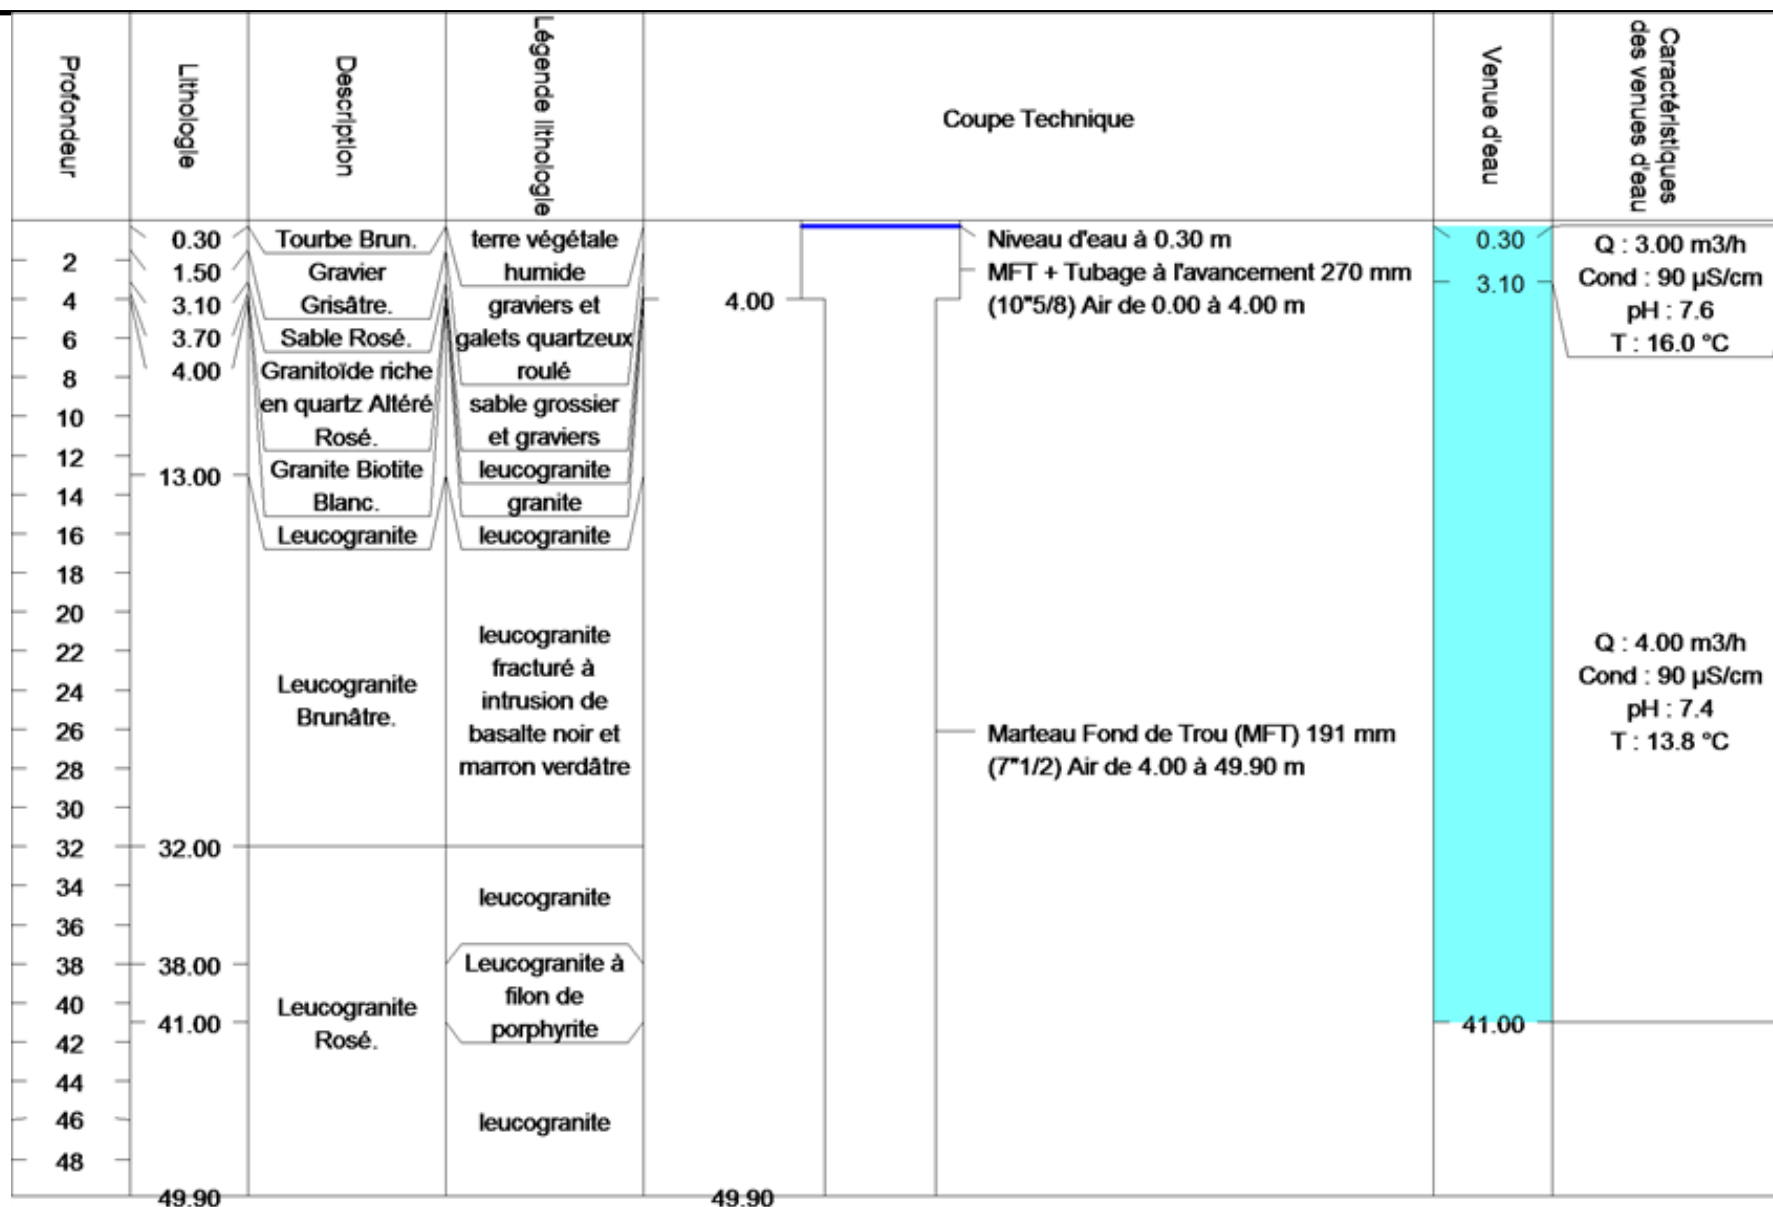 Profondeur
Lithologie
Description
Légende lithologie
Coupe Technique
Venue d'eau
Caractéristiques
des venues d'eau
2
4
6
8
10
12
14
16
18
20
22
24
26
28
30
32
34
36
38
40
42
44
46
48
0.30
1.50
3.10
3.70
4.00
13.00
32.00
38.00
41.00
49.90
Tourbe Brun.
Gravier
Grisâtre.
Sable Rosé.
Granitoïde riche
en quartz Altéré
Rosé.
Granite Biotite
Blanc.
Leucogranite
Leucogranite
Brunâtre.
Leucogranite
Rosé.
terre végétale
humide
graviers et
galets quartzeux
roulé
sable grossier
et graviers
leucogranite
granite
leucogranite
leucogranite
fracturé à
intrusion de
basalte noir et
marron verdâtre
leucogranite
Leucogranite à
filon de
porphyrite
leucogranite
4.00
49.90
Niveau d'eau à 0.30 m
MFT + Tubage à l'avancement 270 mm
(10"5/8) Air de 0.00 à 4.00 m
Marteau Fond de Trou (MFT) 191 mm
(7"1/2) Air de 4.00 à 49.90 m
0.30
3.10
41.00
Q : 3.00 m3/h
Cond : 90 µS/cm
pH : 7.6
T : 16.0 °C
Q : 4.00 m3/h
Cond : 90 µS/cm
pH : 7.4
T : 13.8 °C